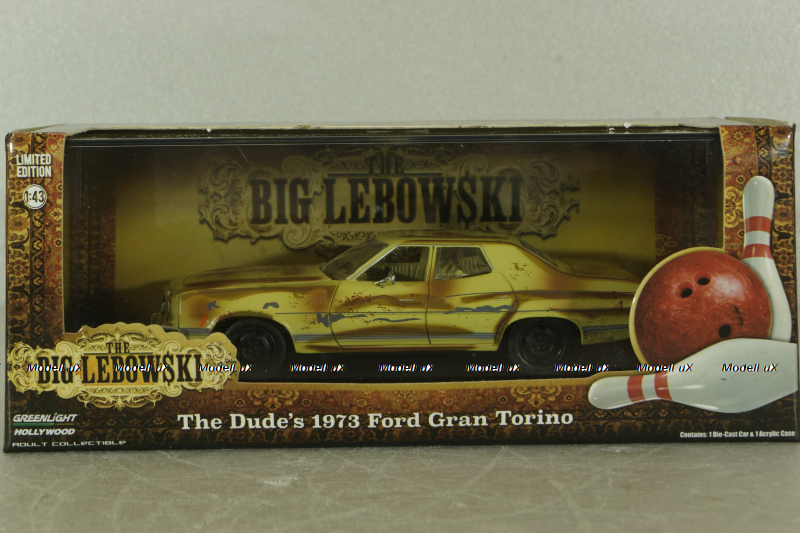 LIMITED
EDITION
1:43
THE
BIG LEBOW$KI
THE
BIG LEBOWSKI
Modell uX Modell uX Modell uX Modell uX Modell uX Modell uX Modell uX Modell uX Modell uX
GREENLIGHT
HOLLYWOOD
ADULT COLLECTIBLE
The Dude's 1973 Ford Gran Torino
Contains: 1 Die-Cast Car & 1 Acrylic Case